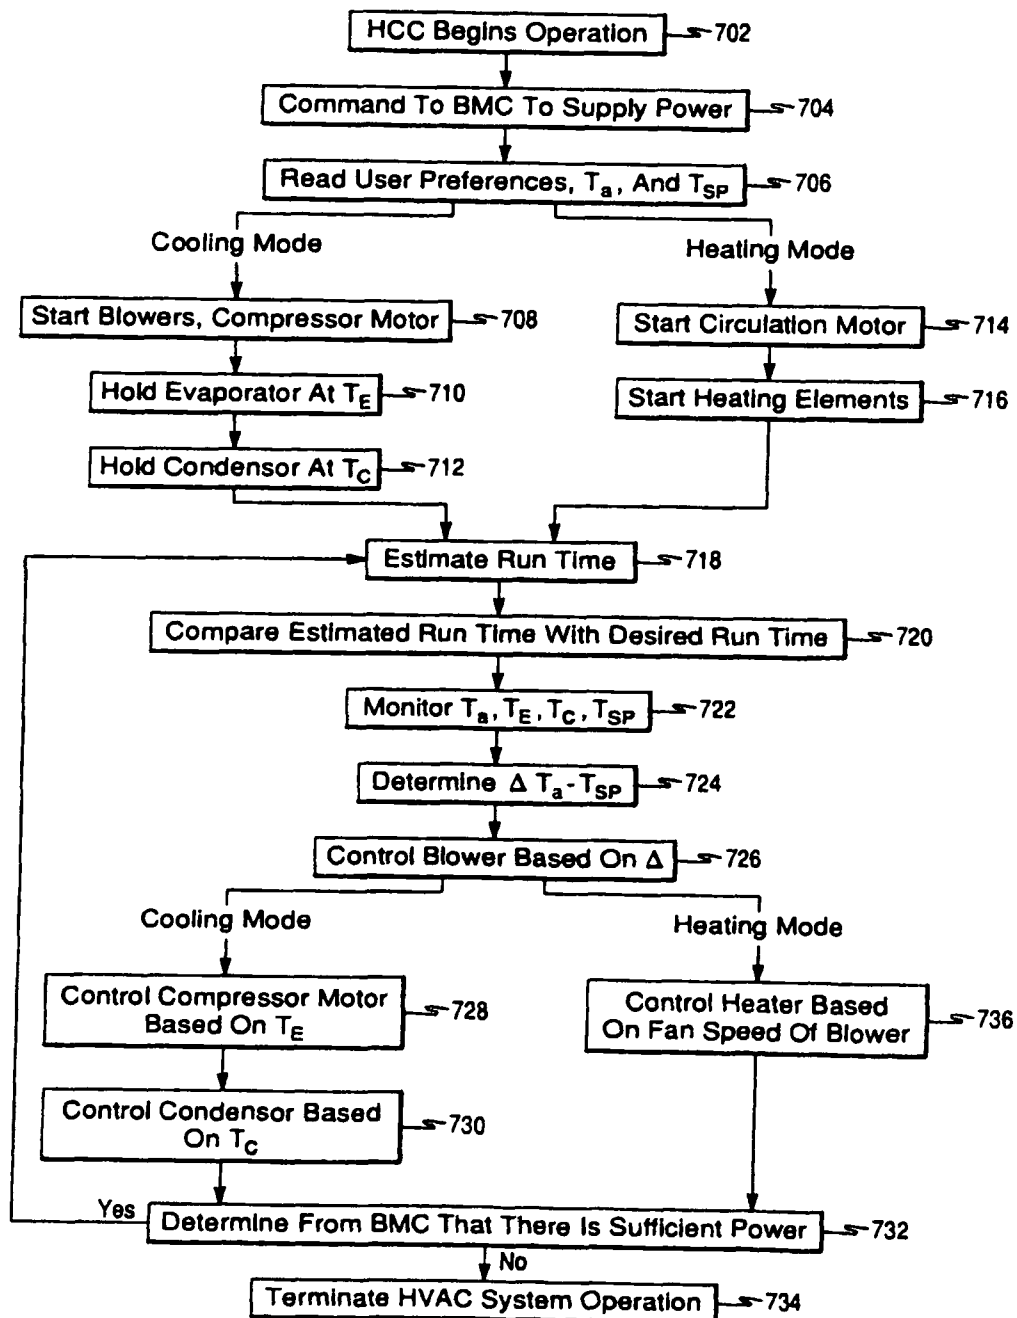 HCC Begins Operation 702
Command To BMC To Supply Power 704
Read User Preferences, Ta, And TSP 706
Cooling Mode
Heating Mode
Start Blowers, Compressor Motor 708
Start Circulation Motor 714
Hold Evaporator At TE 710
Start Heating Elements 716
Hold Condensor At TC 712
Estimate Run Time 718
Compare Estimated Run Time With Desired Run Time 720
Monitor Ta, TE, TC, TSP 722
Determine Δ Ta-TSP 724
Control Blower Based On Δ 726
Cooling Mode
Heating Mode
Control Compressor Motor
Based On TE
728
Control Heater Based
On Fan Speed Of Blower
736
Control Condensor Based
On TC
730
Yes
Determine From BMC That There Is Sufficient Power 732
No
Terminate HVAC System Operation 734